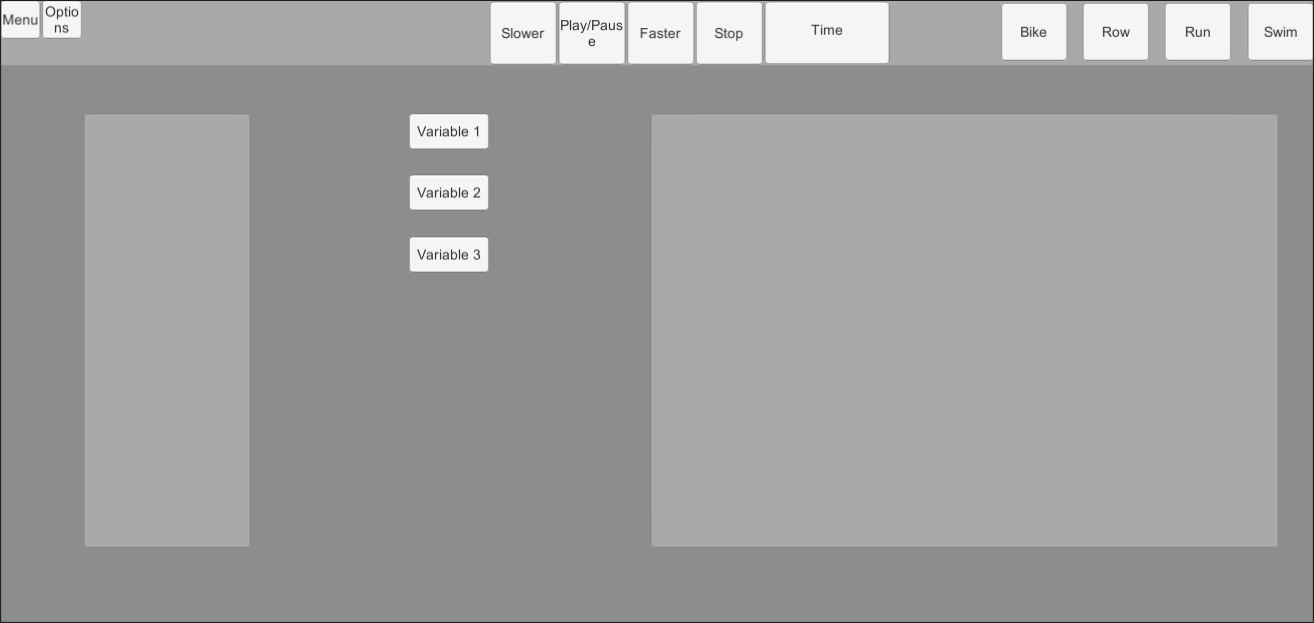 Menu
Optio
ns
Slower
Play/Paus
e
Faster
Stop
Time
Bike
Row
Run
Swim
Variable 1
Variable 2
Variable 3